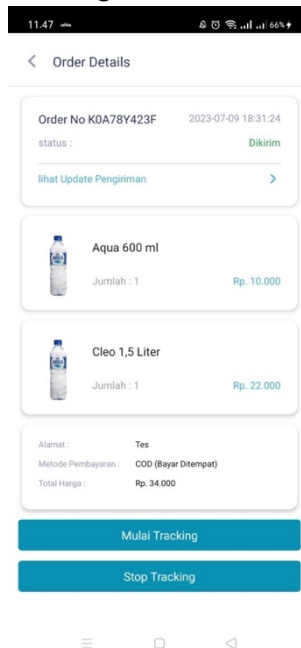 11.47
66%
Order Details
Order No K0A78Y423F 2023-07-09 18:31:24
status : Dikirim
lihat Update Pengiriman
Aqua 600 ml
Jumlah : 1 Rp. 10.000
Cleo 1,5 Liter
Jumlah : 1 Rp. 22.000
Alamat : Tes
Metode Pembayaran : COD (Bayar Ditempat)
Total Harga : Rp. 34.000
Mulai Tracking
Stop Tracking